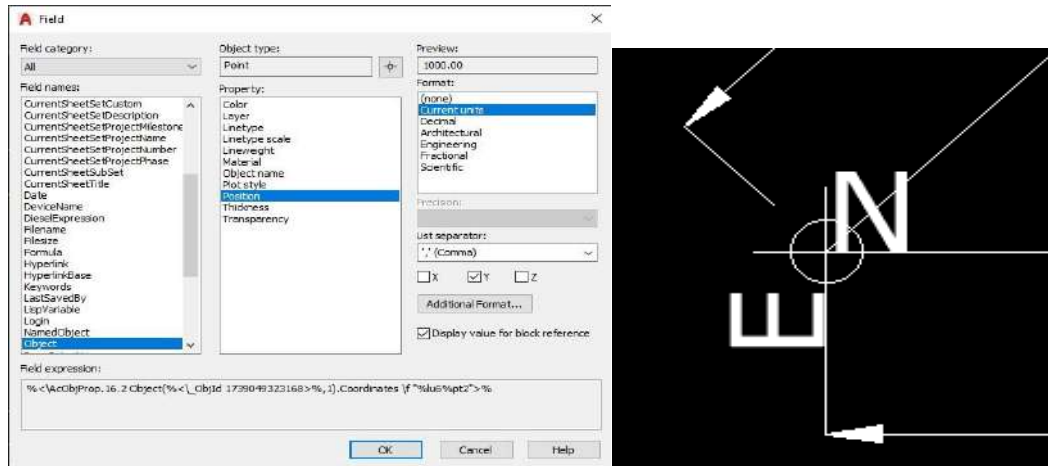 Field
Field category:
All
Field names:
CurrentSheetSetCustom
CurrentSheetSetDescription
CurrentSheetSetProjectMilestone
CurrentSheetSetProjectName
CurrentSheetSetProjectNumber
CurrentSheetSetProjectPhase
CurrentSheetSubSet
CurrentSheetTitle
Date
DeviceName
DieselExpression
Filename
Filesize
Formula
Hyperlink
HyperlinkBase
Keywords
LastSavedBy
LispVariable
Login
NamedObject
Object
Object type:
Point
Property:
Color
Layer
Linetype
Linetype scale
Lineweight
Material
Object name
Plot style
Position
Thickness
Transparency
Preview:
1000.00
Format:
(none)
Current units
Decimal
Architectural
Engineering
Fractional
Scientific
Precision:
List separator:
',' (Comma)
X Y Z
Additional Format...
Display value for block reference
Field expression:
%<\AcObjProp.16.2 Object(%<\_ObjId 1739049323168>%,1).Coordinates \f "%lu6%pt2">%
OK Cancel Help
N
E